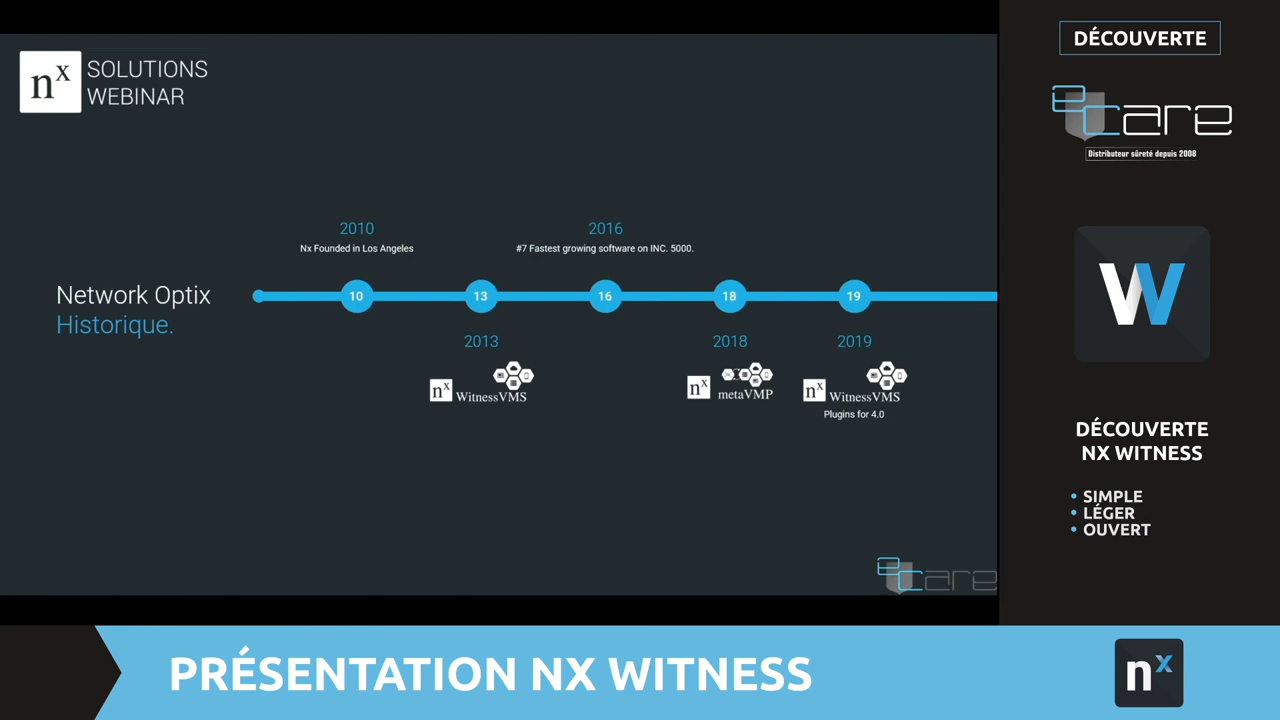 nx SOLUTIONS
WEBINAR
2010
Nx Founded in Los Angeles
2016
#7 Fastest growing software on INC. 5000.
Network Optix
Historique.
10
13
16
18
19
2013
nx WitnessVMS
2018
nx metaVMP
2019
nx WitnessVMS
Plugins for 4.0
ecare
DÉCOUVERTE
ecare
Distributeur sûreté depuis 2008
W
DÉCOUVERTE
NX WITNESS
• SIMPLE
• LÉGER
• OUVERT
PRÉSENTATION NX WITNESS
nx